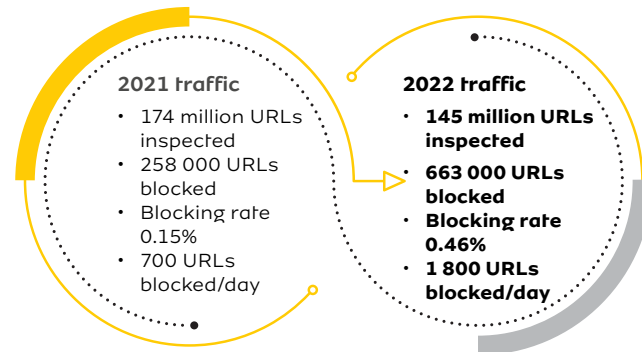 2021 traffic
• 174 million URLs
inspected
• 258 000 URLs
blocked
• Blocking rate
0.15%
• 700 URLs
blocked/day
2022 traffic
• 145 million URLs
inspected
• 663 000 URLs
blocked
• Blocking rate
0.46%
• 1 800 URLs
blocked/day